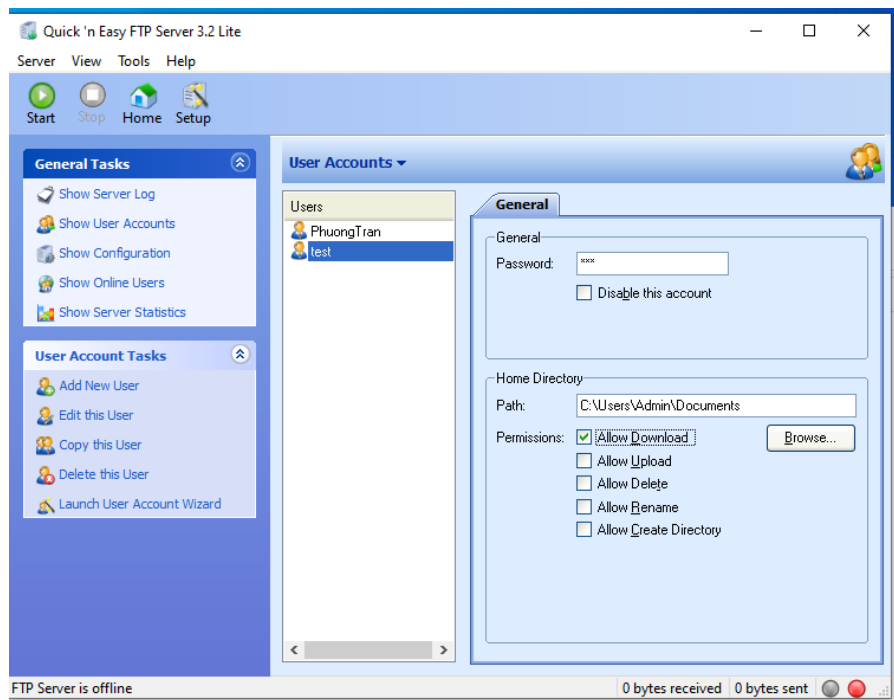 Quick 'n Easy FTP Server 3.2 Lite
Server View Tools Help
Start Stop Home Setup
General Tasks
Show Server Log
Show User Accounts
Show Configuration
Show Online Users
Show Server Statistics
User Account Tasks
Add New User
Edit this User
Copy this User
Delete this User
Launch User Account Wizard
User Accounts
Users
PhuongTran
test
General
General
Password: xxx
Disable this account
Home Directory
Path: C:\Users\Admin\Documents
Permissions: Allow Download Browse...
Allow Upload
Allow Delete
Allow Rename
Allow Create Directory
FTP Server is offline 0 bytes received 0 bytes sent